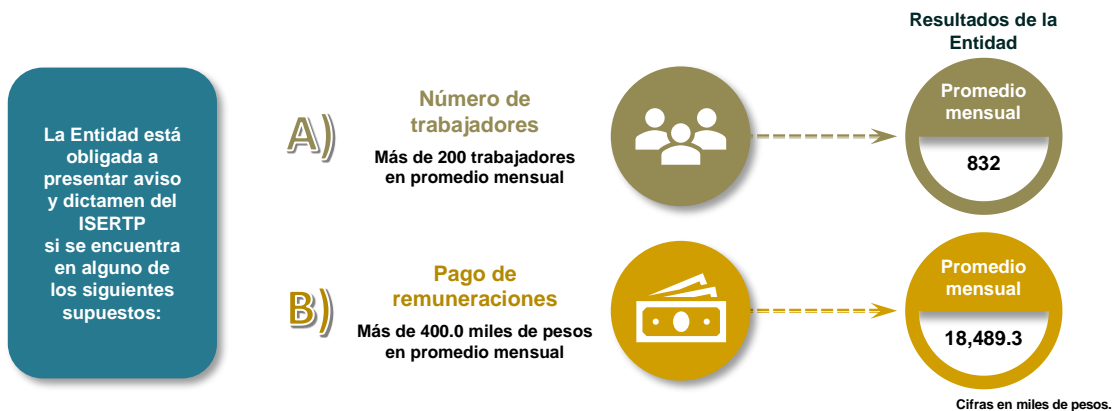 La Entidad está
obligada a
presentar aviso
y dictamen del
ISERTP
si se encuentra
en alguno de
los siguientes
supuestos:
A)
Número de
trabajadores
Más de 200 trabajadores
en promedio mensual
Resultados de la
Entidad
Promedio
mensual
832
B)
Pago de
remuneraciones
Más de 400.0 miles de pesos
en promedio mensual
Promedio
mensual
18,489.3
Cifras en miles de pesos.